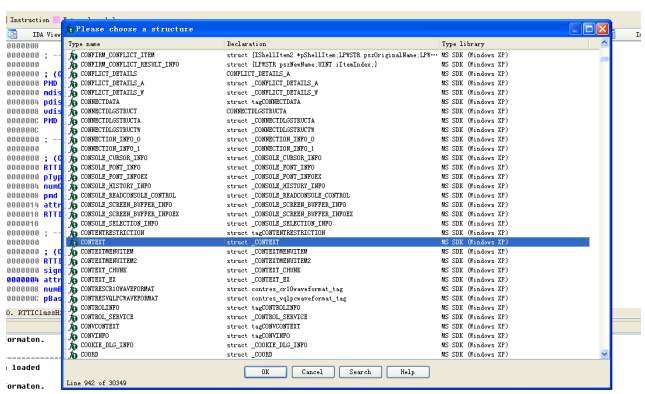 Instruction
Please choose a structure
IDA View
Type name Declaration Type library
CONFIRM_CONFLICT_ITEM struct {IShellItem2 *pShellItem;LPWSTR pszOriginalName;LPW… MS SDK (Windows XP)
CONFIRM_CONFLICT_RESULT_INFO struct {LPWSTR pszNewName;UINT iItemIndex;} MS SDK (Windows XP)
CONFLICT_DETAILS CONFLICT_DETAILS_A MS SDK (Windows XP)
CONFLICT_DETAILS_A struct _CONFLICT_DETAILS_A MS SDK (Windows XP)
CONFLICT_DETAILS_W struct _CONFLICT_DETAILS_W MS SDK (Windows XP)
CONNECTDATA struct tagCONNECTDATA MS SDK (Windows XP)
CONNECTDLGSTRUCT CONNECTDLGSTRUCTA MS SDK (Windows XP)
CONNECTDLGSTRUCTA struct _CONNECTDLGSTRUCTA MS SDK (Windows XP)
CONNECTDLGSTRUCTW struct _CONNECTDLGSTRUCTW MS SDK (Windows XP)
CONNECTION_INFO_0 struct _CONNECTION_INFO_0 MS SDK (Windows XP)
CONNECTION_INFO_1 struct _CONNECTION_INFO_1 MS SDK (Windows XP)
CONSOLE_CURSOR_INFO struct _CONSOLE_CURSOR_INFO MS SDK (Windows XP)
CONSOLE_FONT_INFO struct _CONSOLE_FONT_INFO MS SDK (Windows XP)
CONSOLE_FONT_INFOEX struct _CONSOLE_FONT_INFOEX MS SDK (Windows XP)
CONSOLE_HISTORY_INFO struct _CONSOLE_HISTORY_INFO MS SDK (Windows XP)
CONSOLE_READCONSOLE_CONTROL struct _CONSOLE_READCONSOLE_CONTROL MS SDK (Windows XP)
CONSOLE_SCREEN_BUFFER_INFO struct _CONSOLE_SCREEN_BUFFER_INFO MS SDK (Windows XP)
CONSOLE_SCREEN_BUFFER_INFOEX struct _CONSOLE_SCREEN_BUFFER_INFOEX MS SDK (Windows XP)
CONSOLE_SELECTION_INFO struct _CONSOLE_SELECTION_INFO MS SDK (Windows XP)
CONTENTRESTRICTION struct tagCONTENTRESTRICTION MS SDK (Windows XP)
CONTEXT struct _CONTEXT MS SDK (Windows XP)
CONTEXTMENUITEM struct _CONTEXTMENUITEM MS SDK (Windows XP)
CONTEXTMENUITEM2 struct _CONTEXTMENUITEM2 MS SDK (Windows XP)
CONTEXT_CHUNK struct _CONTEXT_CHUNK MS SDK (Windows XP)
CONTEXT_EX struct _CONTEXT_EX MS SDK (Windows XP)
CONTRESCR10WAVEFORMAT struct contres_cr10waveformat_tag MS SDK (Windows XP)
CONTRESVQLPCWAVEFORMAT struct contres_vqlpcwaveformat_tag MS SDK (Windows XP)
CONTROLINFO struct tagCONTROLINFO MS SDK (Windows XP)
CONTROL_SERVICE struct _CONTROL_SERVICE MS SDK (Windows XP)
CONVCONTEXT struct tagCONVCONTEXT MS SDK (Windows XP)
CONVINFO struct tagCONVINFO MS SDK (Windows XP)
COOKIE_DLG_INFO struct _COOKIE_DLG_INFO MS SDK (Windows XP)
COORD struct _COORD MS SDK (Windows XP)
OK Cancel Search Help
Line 942 of 30349
00000008
0000000 ; --
0000000
0000000 ; (C
0000000 PMD
0000000 mdis
0000004 pdis
0000008 vdis
000000C PMD
000000C
0000000 ; --
0000000
0000000 ; (C
0000000 RTTI
0000000 pTyp
0000004 numC
0000008 pmd
0000014 attr
0000018 RTTI
0000018
0000000 ; --
0000000
0000000 ; (C
0000000 RTTI
0000000 sign
0000004 attr
0000008 numB
000000C pBas
0. RTTIClassH
ormaton.
loaded
ormaton.